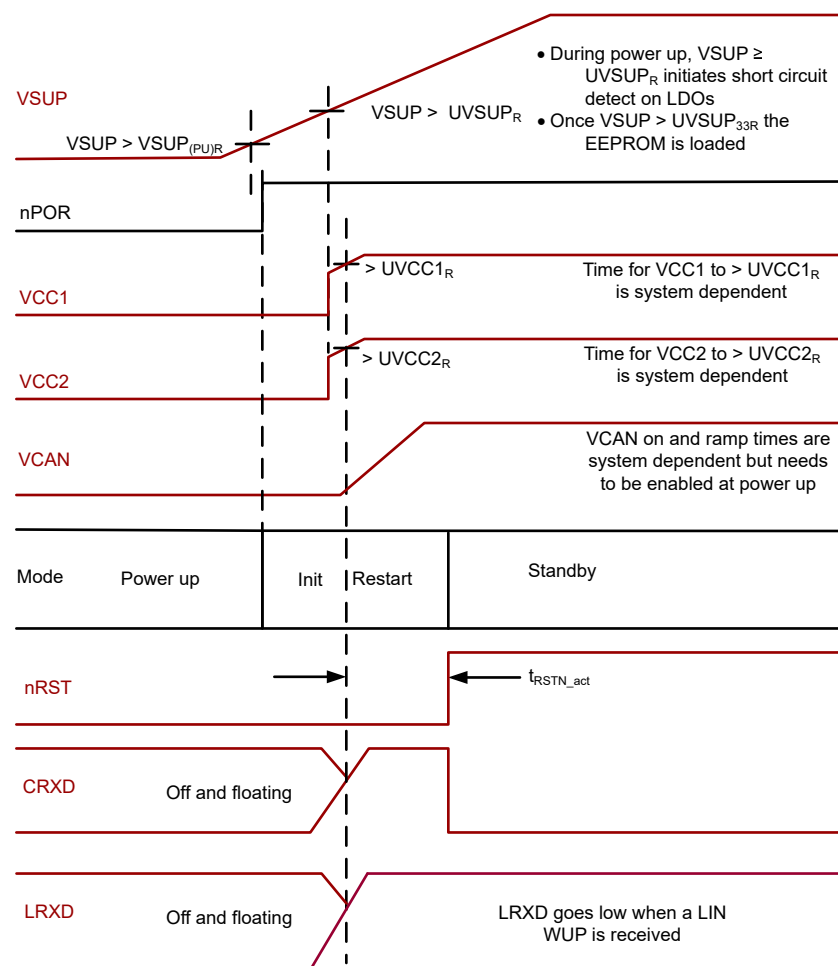 • During power up, VSUP ≥
UVSUPR initiates short circuit
detect on LDOs
• Once VSUP > UVSUP33R the
EEPROM is loaded
VSUP
VSUP > UVSUPR
VSUP > VSUP(PU)R
nPOR
> UVCC1R
Time for VCC1 to > UVCC1R
is system dependent
VCC1
> UVCC2R
Time for VCC2 to > UVCC2R
is system dependent
VCC2
VCAN
VCAN on and ramp times are
system dependent but needs
to be enabled at power up
Mode
Power up
Init
Restart
Standby
nRST
tRSTN_act
CRXD
Off and floating
LRXD
Off and floating
LRXD goes low when a LIN
WUP is received